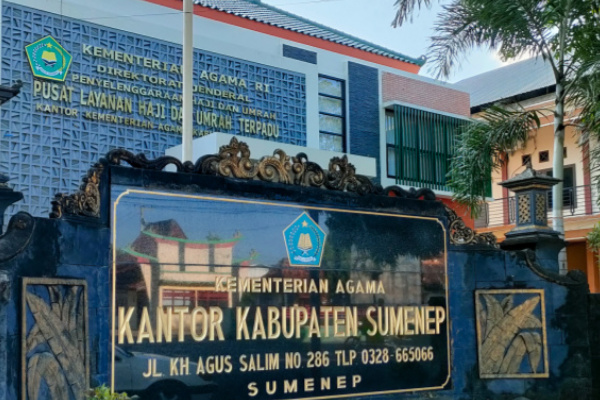 KEMENTERIAN AGAMA RI
DIREKTORAT JENDERAL
PENYELENGGARAAN HAJI DAN UMRAH
PUSAT LAYANAN HAJI DAN UMRAH TERPADU
KANTOR KEMENTERIAN AGAMA KAB
KEMENTERIAN AGAMA
KANTOR KABUPATEN SUMENEP
JL. KH AGUS SALIM NO. 286 TLP 0328-665066
SUMENEP